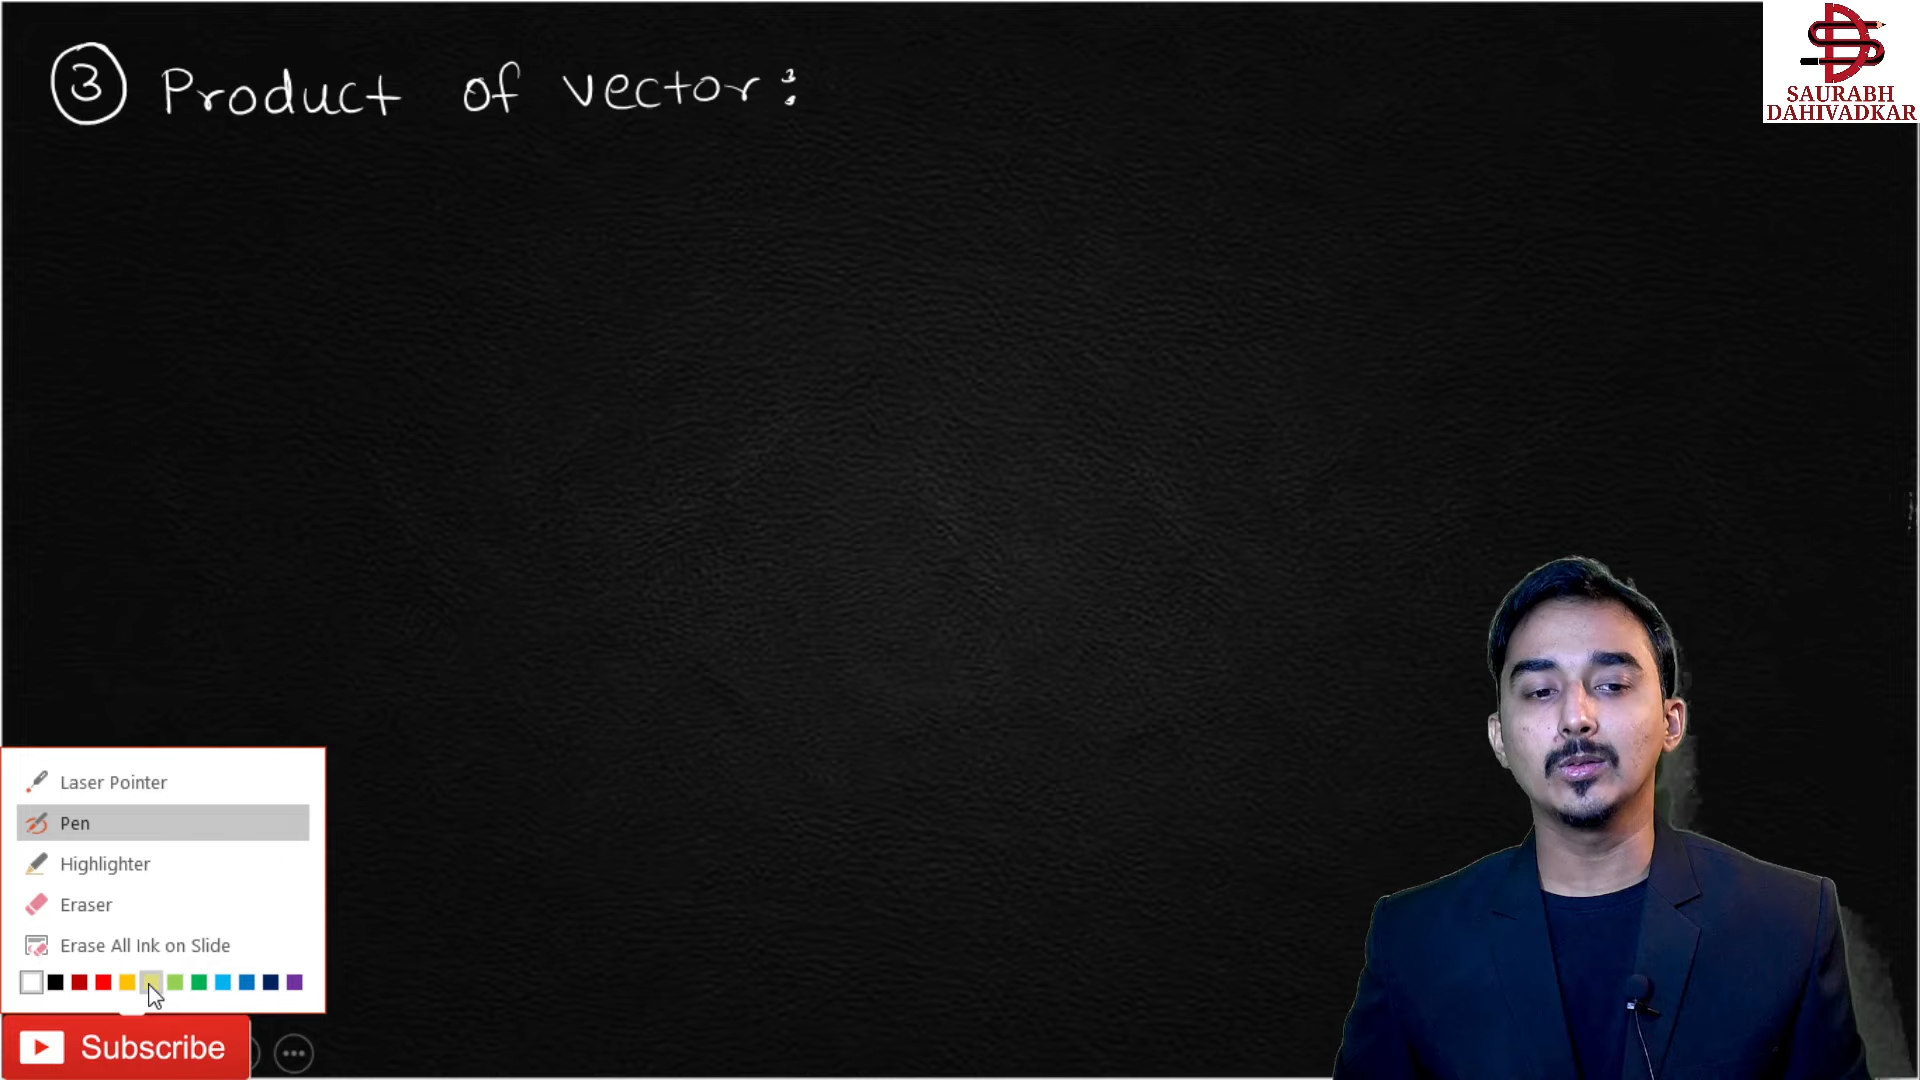 ③ Product of vector:
SAURABH
DAHIVADKAR
Laser Pointer
Pen
Highlighter
Eraser
Erase All Ink on Slide
Subscribe